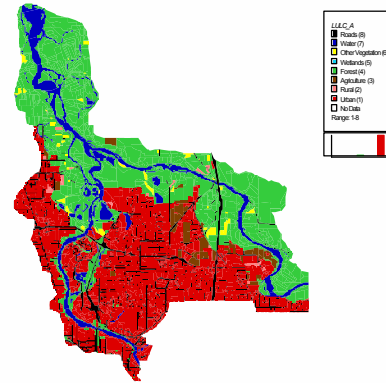 LULC_A
Roads (8)
Water (7)
Other Vegetation (6
Wetlands (5)
Forest (4)
Agriculture (3)
Rural (2)
Urban (1)
No Data
Range: 1-8